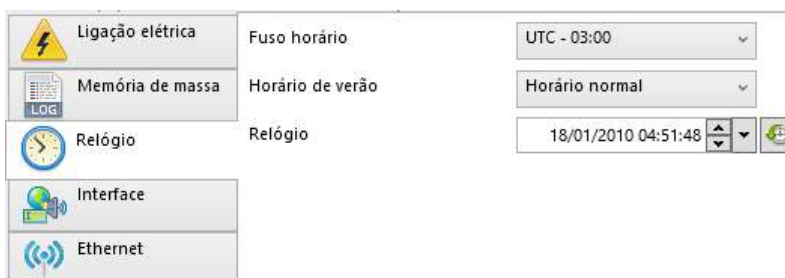 Ligação elétrica
Fuso horário
UTC - 03:00
Memória de massa
LOG
Horário de verão
Horário normal
Relógio
Relógio
18/01/2010 04:51:48
Interface
Ethernet